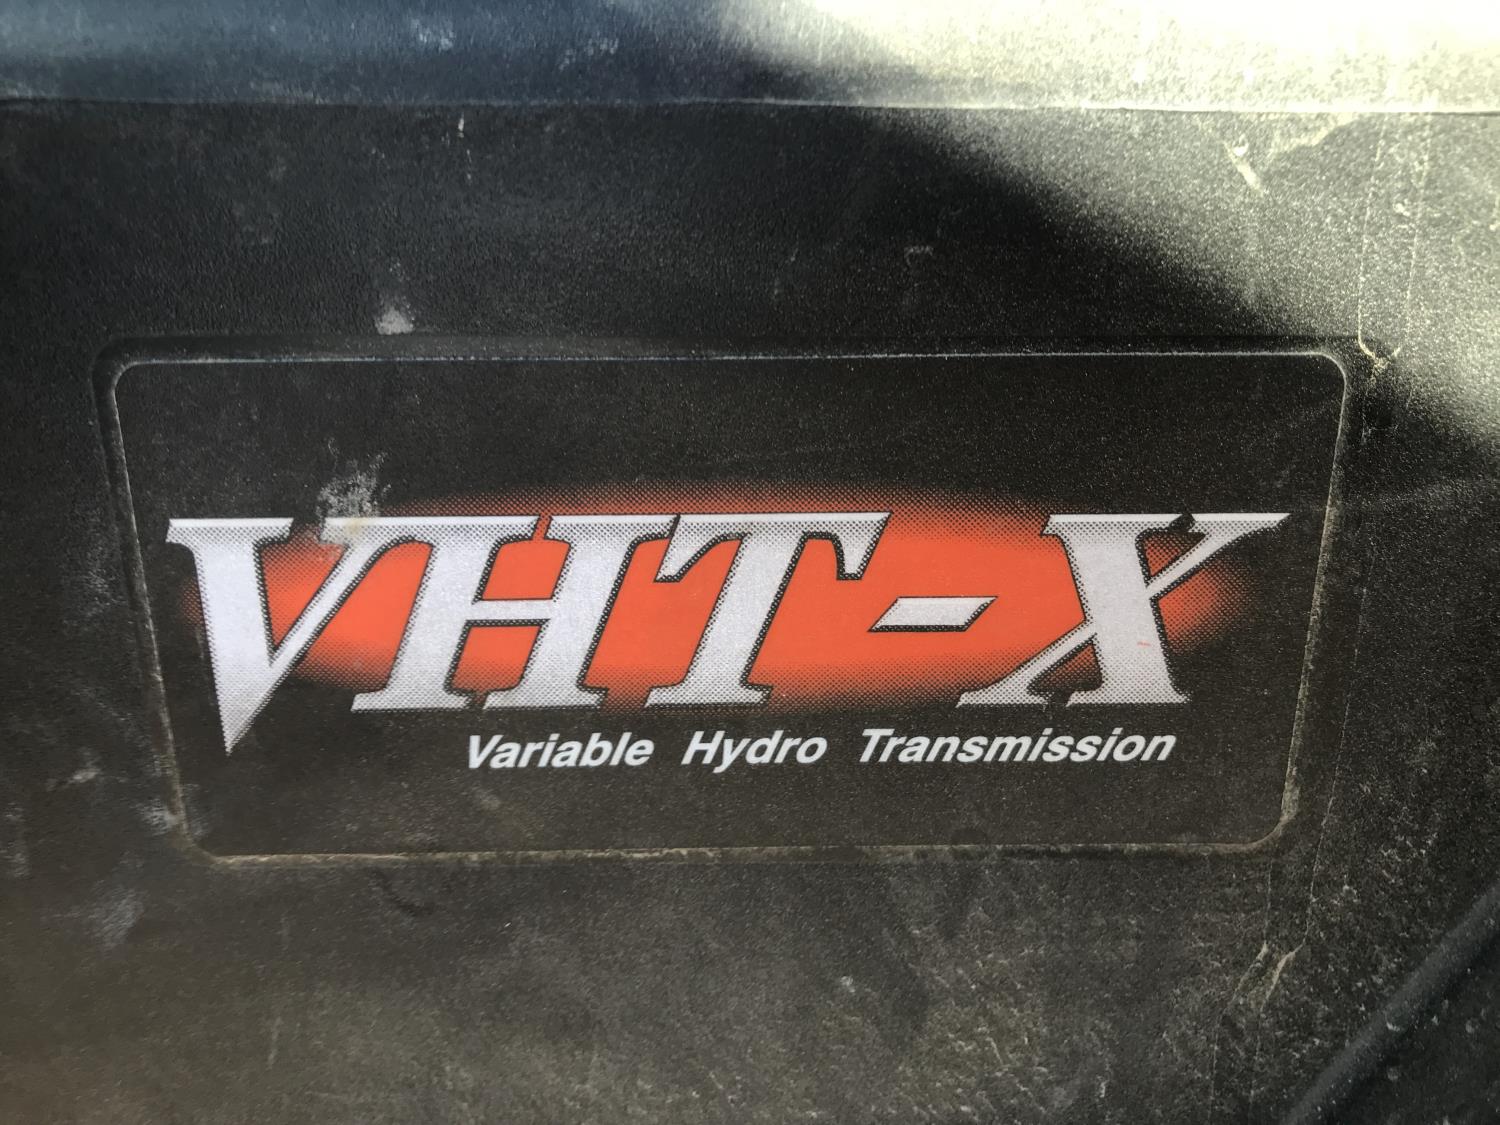 VHT-X
Variable Hydro Transmission